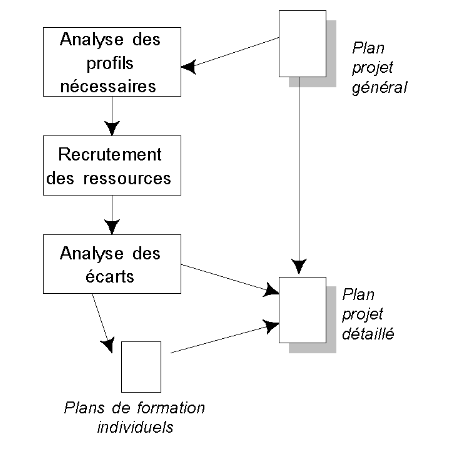 Analyse des
profils
nécessaires
Plan
projet
général
Recrutement
des ressources
Analyse des
écarts
Plan
projet
détaillé
Plans de formation
individuels